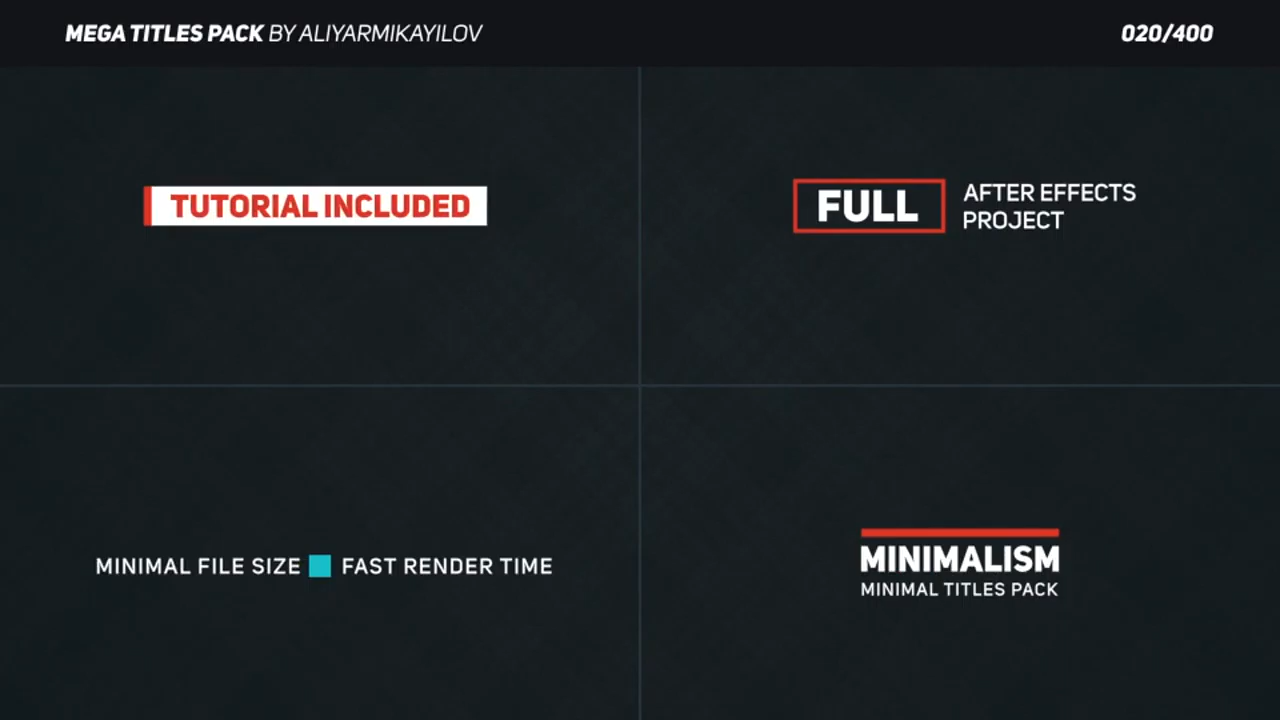 MEGA TITLES PACK BY ALIYARMIKAYILOV
020/400
TUTORIAL INCLUDED
FULL
AFTER EFFECTS
PROJECT
MINIMAL FILE SIZE FAST RENDER TIME
MINIMALISM
MINIMAL TITLES PACK